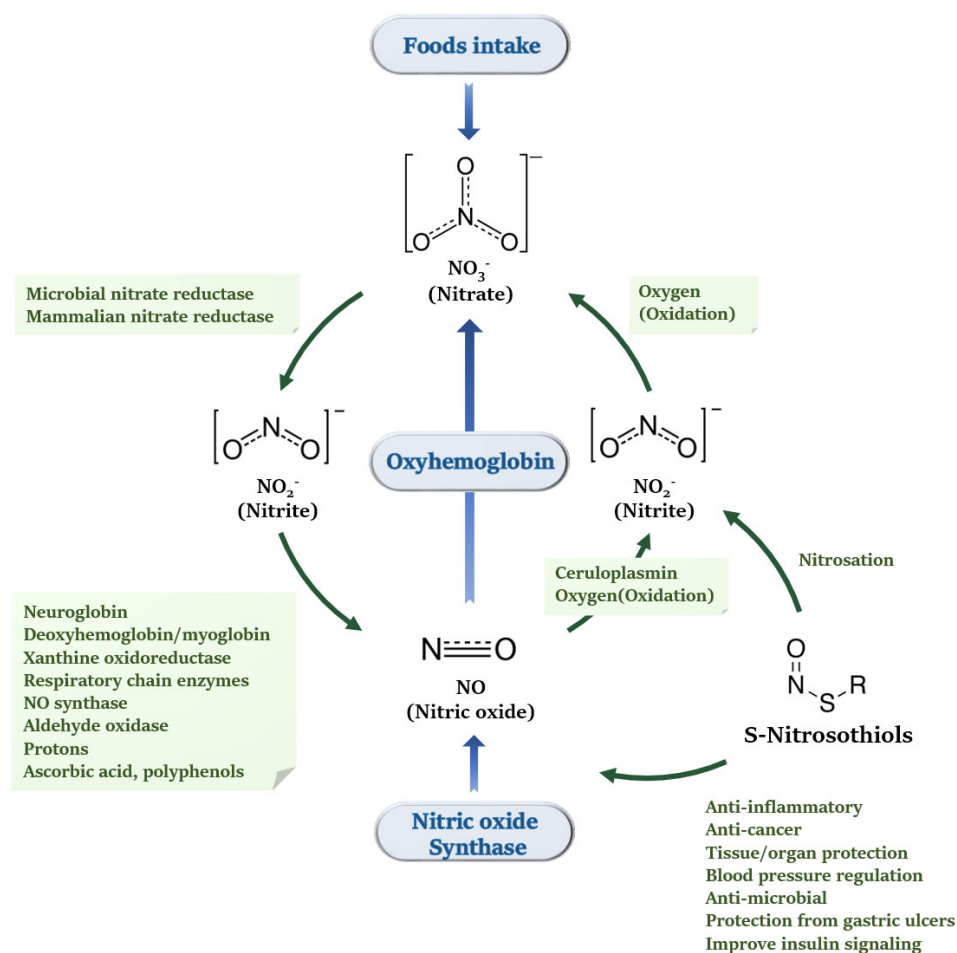 Foods intake
O
N
O
O
−
NO₃⁻
(Nitrate)
Microbial nitrate reductase
Mammalian nitrate reductase
Oxygen
(Oxidation)
N
O
O
−
NO₂⁻
(Nitrite)
Oxyhemoglobin
N
O
O
−
NO₂⁻
(Nitrite)
Nitrosation
Ceruloplasmin
Oxygen(Oxidation)
Neuroglobin
Deoxyhemoglobin/myoglobin
Xanthine oxidoreductase
Respiratory chain enzymes
NO synthase
Aldehyde oxidase
Protons
Ascorbic acid, polyphenols
N O
NO
(Nitric oxide)
O
N
S
R
S-Nitrosothiols
Nitric oxide
Synthase
Anti-inflammatory
Anti-cancer
Tissue/organ protection
Blood pressure regulation
Anti-microbial
Protection from gastric ulcers
Improve insulin signaling